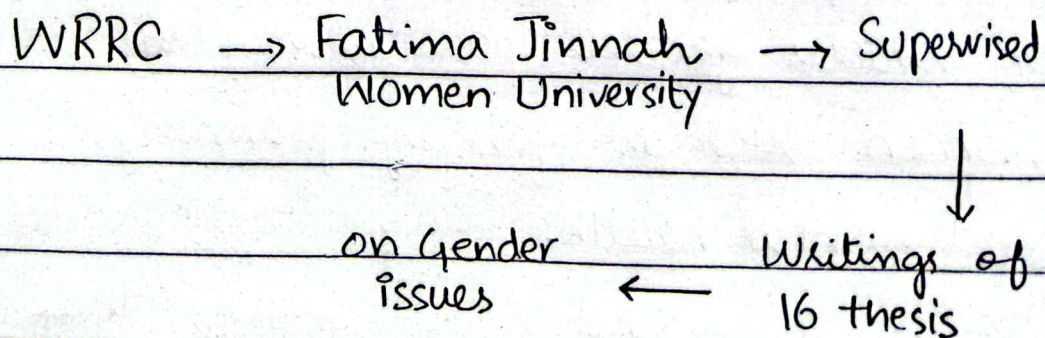 WRRC → Fatima Jinnah → Supervised
Women University
↓
on Gender ← Writings of
issues 16 thesis